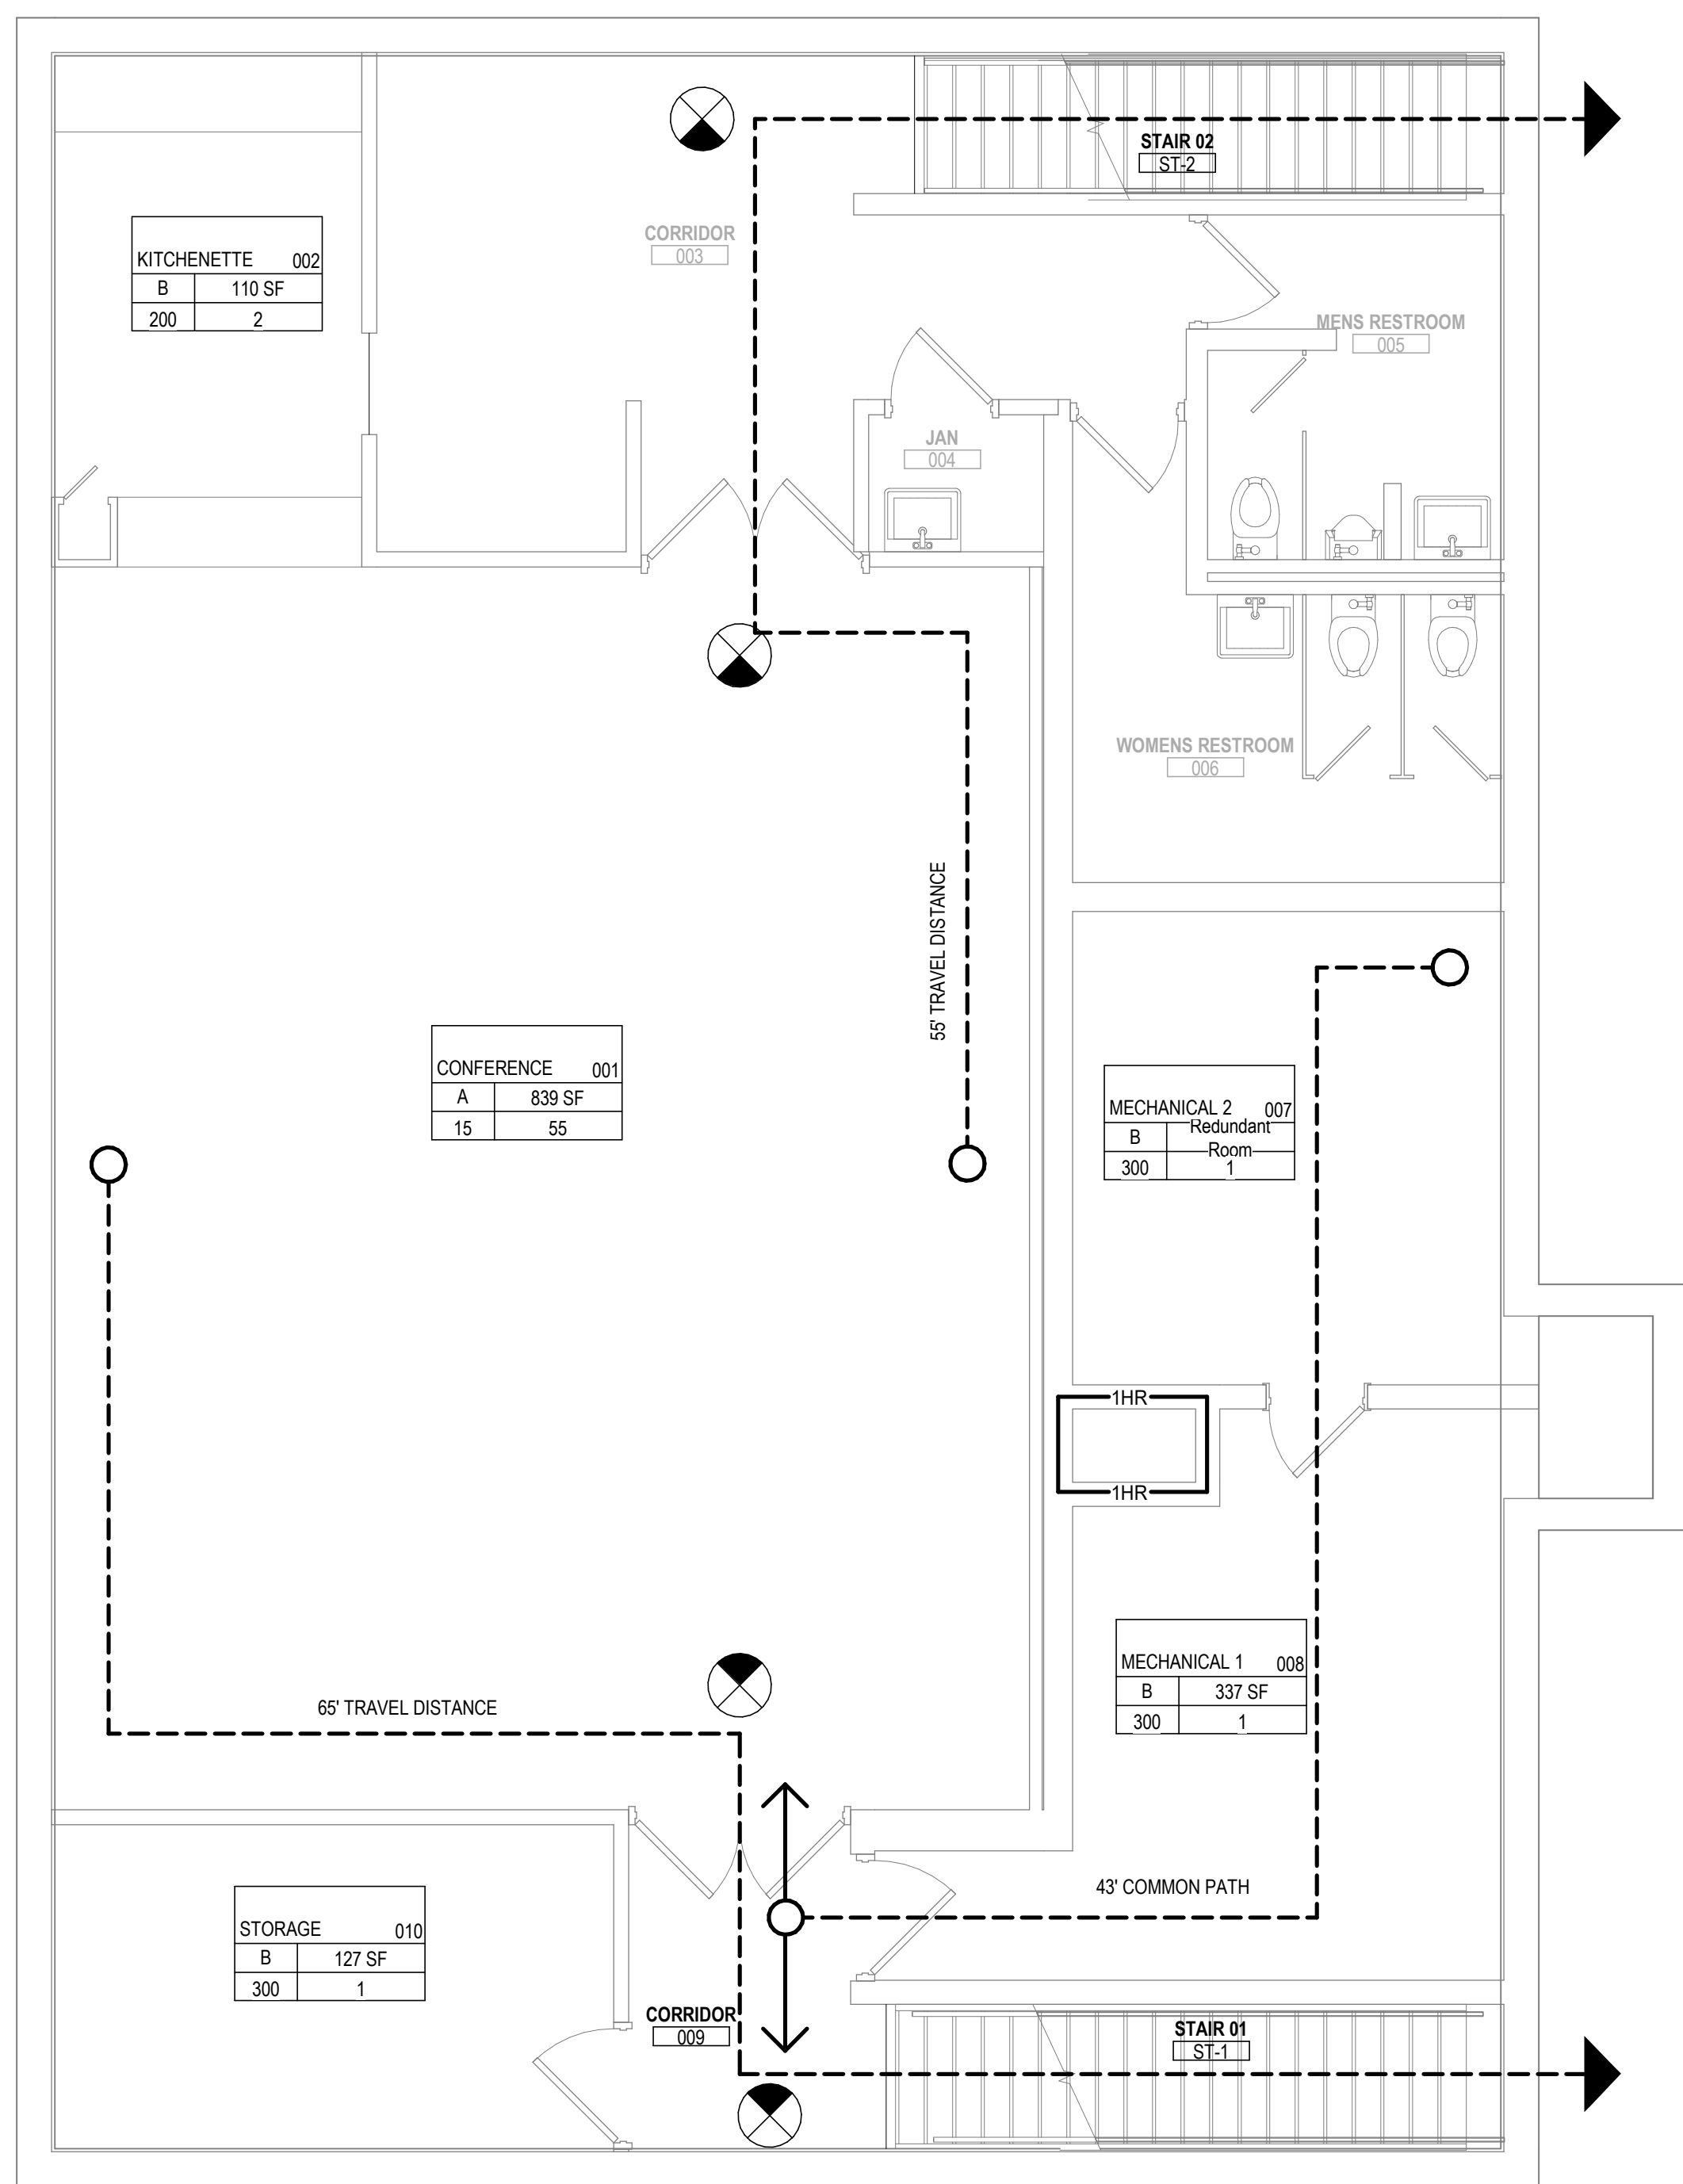 STAIR 02
ST-2
CORRIDOR
003
KITCHENETTE 002
B 110 SF
200 2
MENS RESTROOM
005
JAN
004
WOMENS RESTROOM
006
55' TRAVEL DISTANCE
CONFERENCE 001
A 839 SF
15 55
MECHANICAL 2 007
B Redundant Room
300 1
1HR
1HR
MECHANICAL 1 008
B 337 SF
300 1
65' TRAVEL DISTANCE
43' COMMON PATH
STORAGE 010
B 127 SF
300 1
CORRIDOR
009
STAIR 01
ST-1